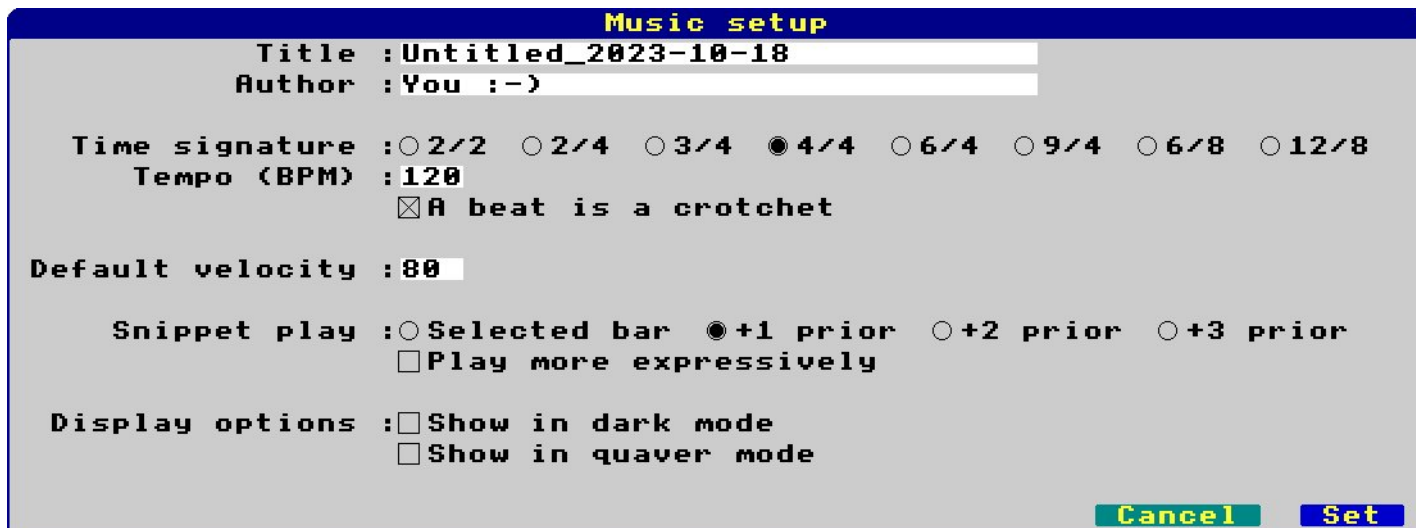 Music setup
Title :Untitled_2023-10-18
Author :You :-)
Time signature :2/2 2/4 3/4 4/4 6/4 9/4 6/8 12/8
Tempo (BPM) :120
A beat is a crotchet
Default velocity :80
Snippet play :Selected bar +1 prior +2 prior +3 prior
Play more expressively
Display options :Show in dark mode
Show in quaver mode
Cancel Set